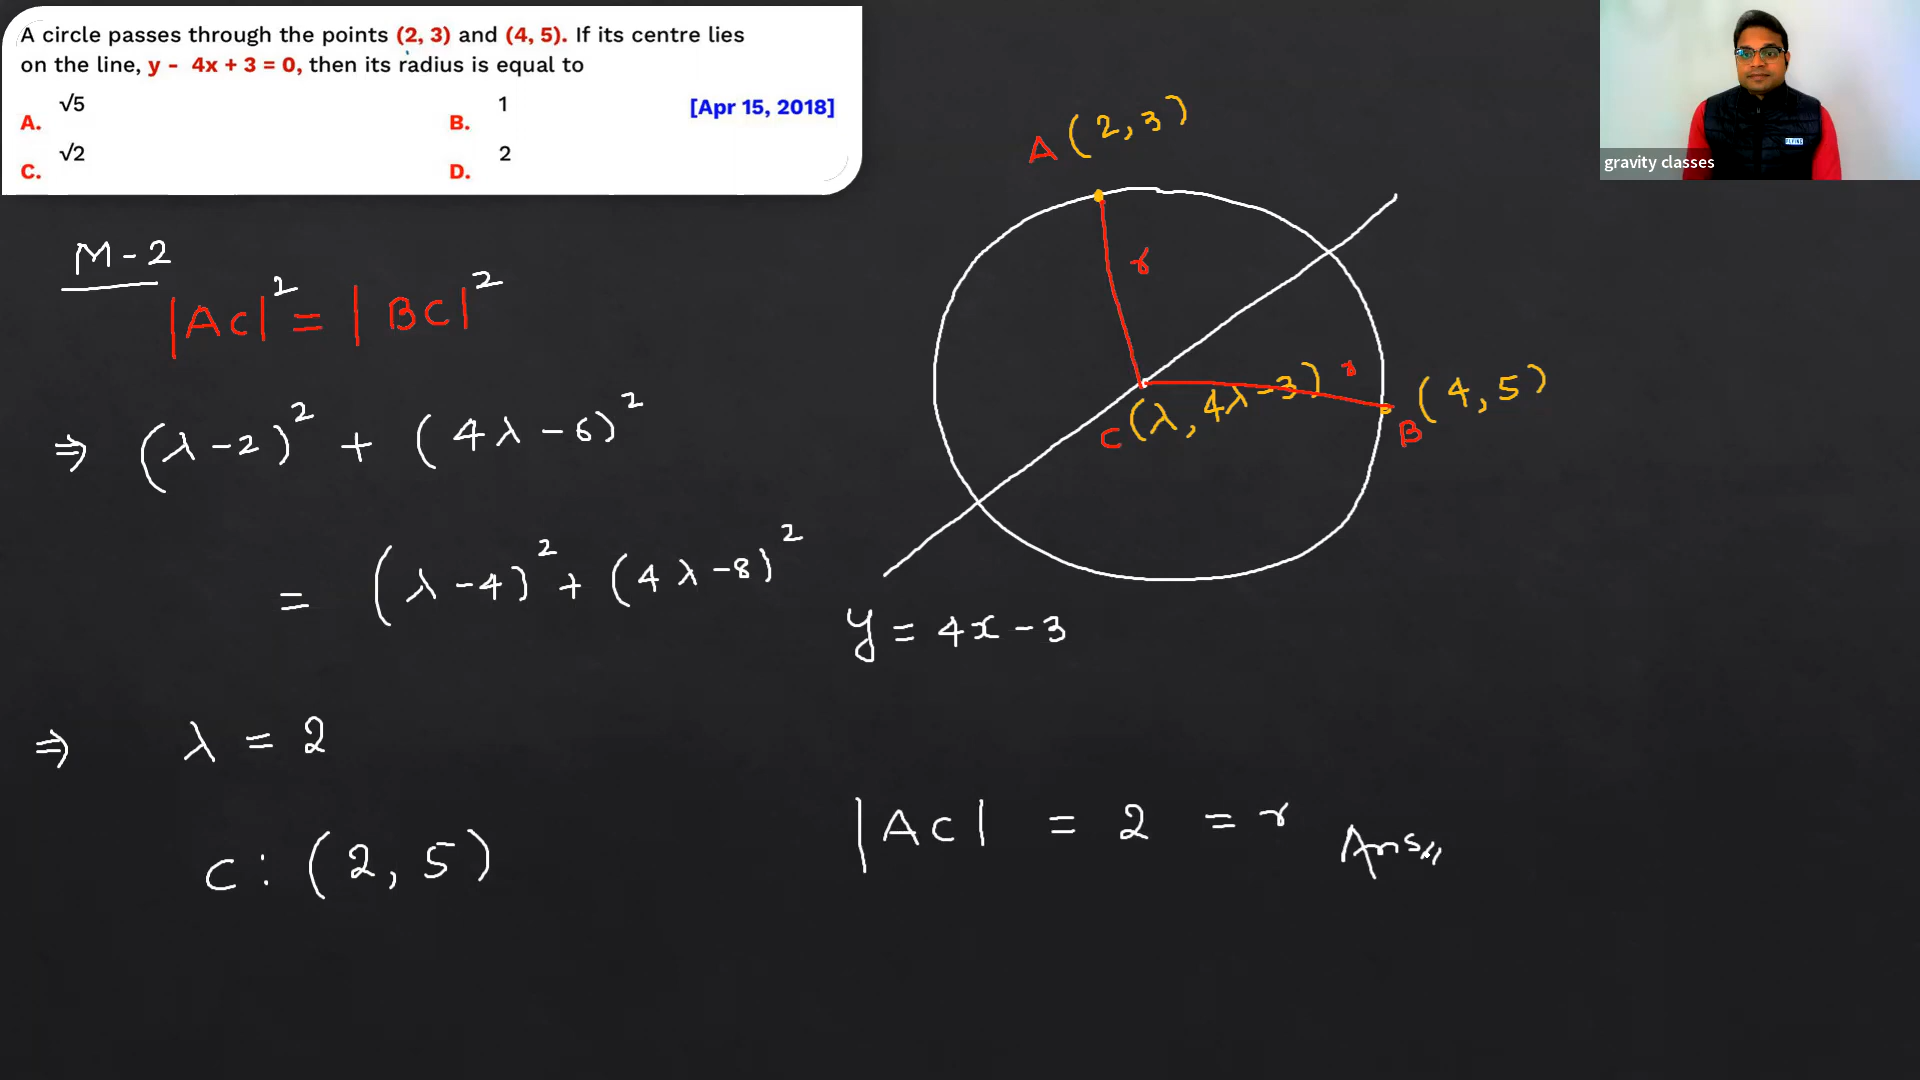 A circle passes through the points (2, 3) and (4, 5). If its centre lies
on the line, y - 4x + 3 = 0, then its radius is equal to
A. √5
B. 1
[Apr 15, 2018]
C. √2
D. 2
gravity classes
FLYING
M-2
|AC|² = |BC|²
⇒ (λ-2)² + (4λ-6)²
= (λ-4)² + (4λ-8)²
⇒ λ = 2
C : (2, 5)
A (2, 3)
r
r
C (λ, 4λ-3)
B (4, 5)
y = 4x - 3
|AC| = 2 = r Ans